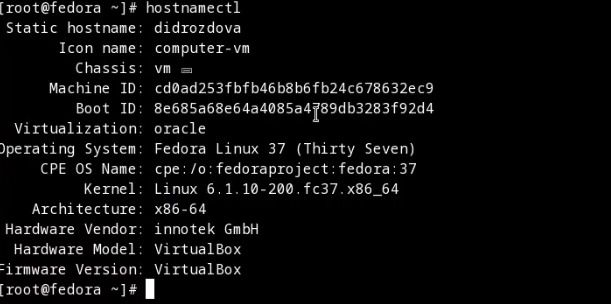 [root@fedora ~]# hostnamectl
Static hostname: didrozdova
Icon name: computer-vm
Chassis: vm
Machine ID: cd0ad253fbfb46b8b6fb24c678632ec9
Boot ID: 8e685a68e64a4085a4789db3283f92d4
Virtualization: oracle
Operating System: Fedora Linux 37 (Thirty Seven)
CPE OS Name: cpe:/o:fedoraproject:fedora:37
Kernel: Linux 6.1.10-200.fc37.x86_64
Architecture: x86-64
Hardware Vendor: innotek GmbH
Hardware Model: VirtualBox
Firmware Version: VirtualBox
[root@fedora ~]#